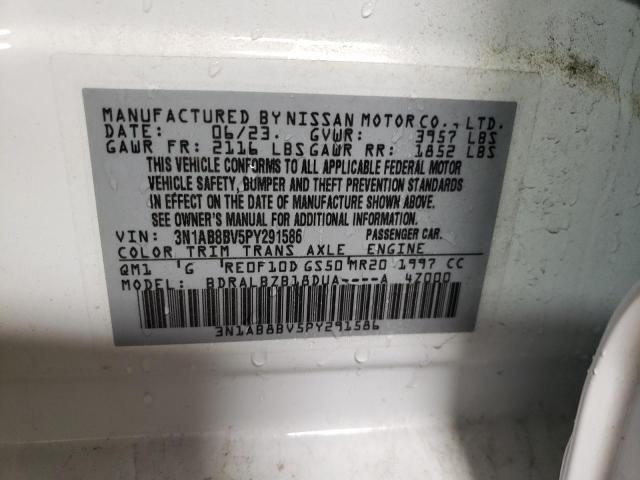 MANUFACTURED BY NISSAN MOTOR CO., LTD.
DATE: 06/23. GVWR: 3957 LBS
GAWR FR: 2116 LBS GAWR RR: 1852 LBS
THIS VEHICLE CONFORMS TO ALL APPLICABLE FEDERAL MOTOR
VEHICLE SAFETY, BUMPER AND THEFT PREVENTION STANDARDS
IN EFFECT ON THE DATE OF MANUFACTURE SHOWN ABOVE.
SEE OWNER'S MANUAL FOR ADDITIONAL INFORMATION.
VIN: 3N1AB8BV5PY291586 PASSENGER CAR.
COLOR TRIM TRANS AXLE ENGINE
QM1 G RE0F10D GS50 MR20 1997 CC
MODEL: BDRALBZB18DUA----A 4Z000
3N1AB8BV5PY291586